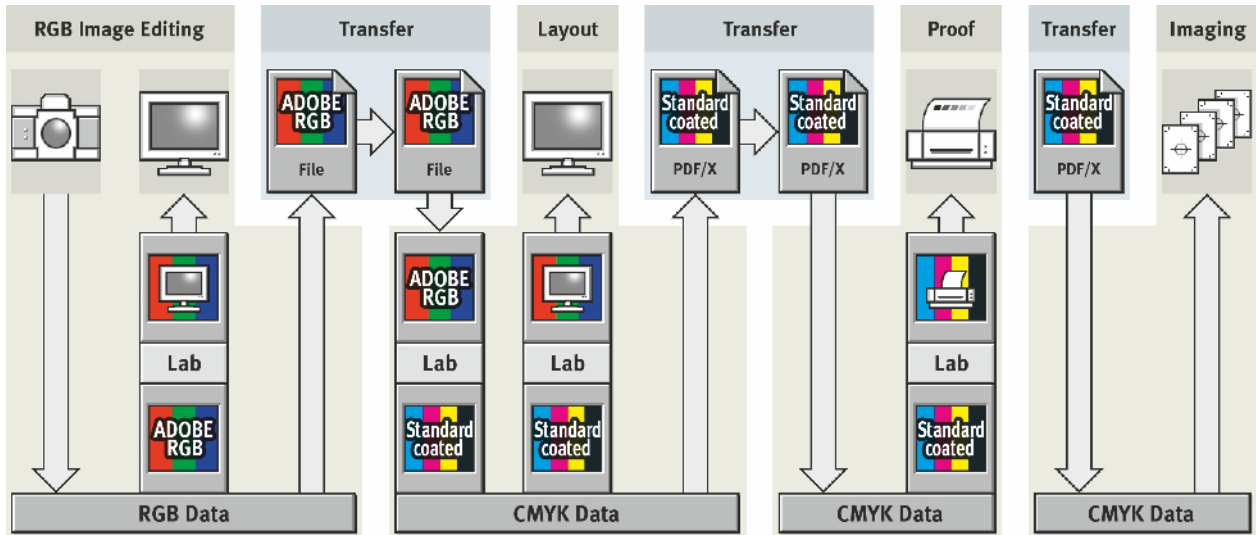 RGB Image Editing
Transfer
Layout
Transfer
Proof
Transfer
Imaging
ADOBE
RGB
File
ADOBE
RGB
File
Standard
coated
PDF/X
Standard
coated
PDF/X
Standard
coated
PDF/X
ADOBE
RGB
Lab
Lab
Lab
Lab
ADOBE
RGB
Standard
coated
Standard
coated
Standard
coated
RGB Data
CMYK Data
CMYK Data
CMYK Data